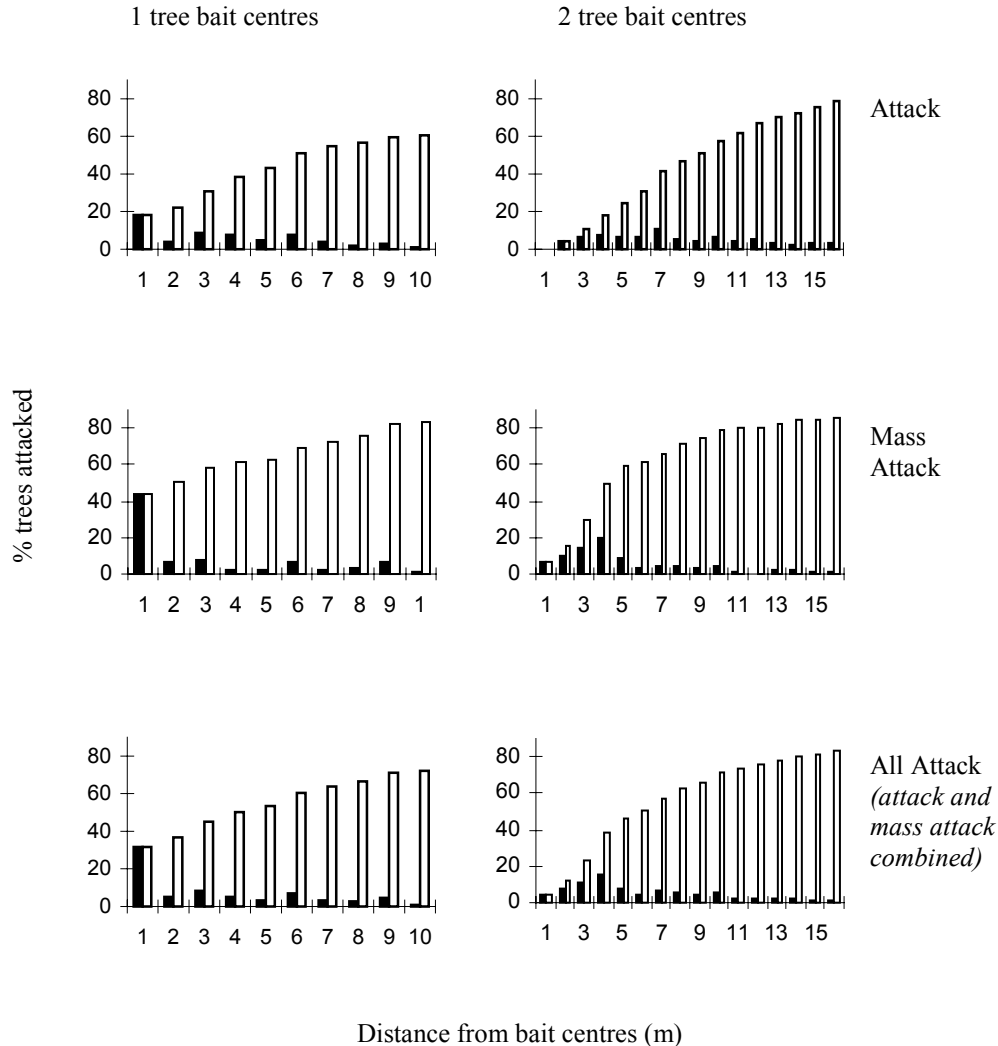 1 tree bait centres
2 tree bait centres
80
60
40
20
0
1 2 3 4 5 6 7 8 9 10
80
60
40
20
0
1 3 5 7 9 11 13 15
Attack
% trees attacked
80
60
40
20
0
1 2 3 4 5 6 7 8 9 1
80
60
40
20
0
1 3 5 7 9 11 13 15
Mass
Attack
80
60
40
20
0
1 2 3 4 5 6 7 8 9 10
80
60
40
20
0
1 3 5 7 9 11 13 15
All Attack
(attack and
mass attack
combined)
Distance from bait centres (m)